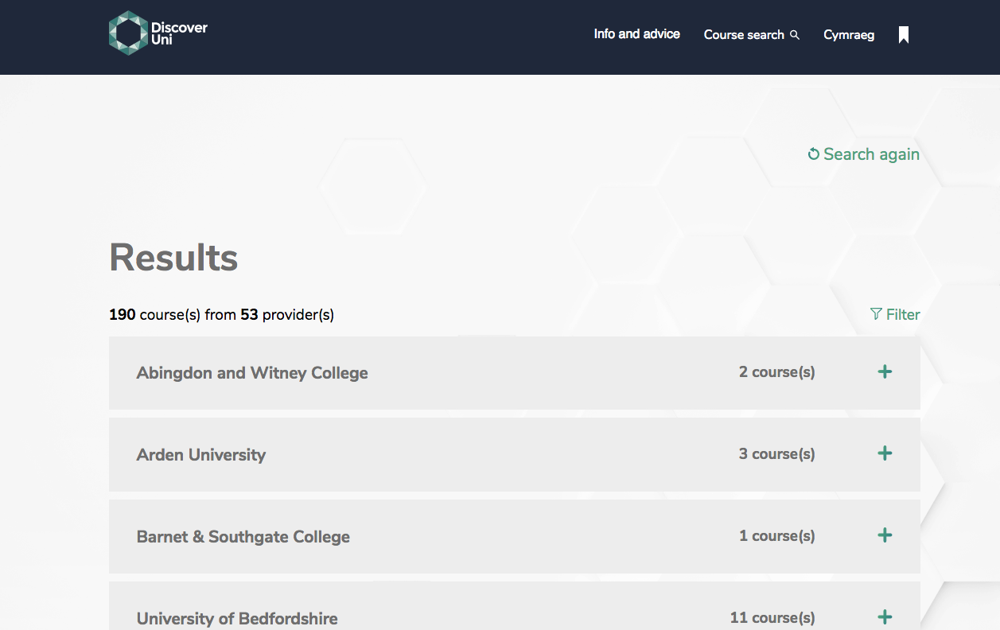 Discover
Uni
Info and advice
Course search
Cymraeg
Search again
Results
190 course(s) from 53 provider(s)
Filter
Abingdon and Witney College
2 course(s)
Arden University
3 course(s)
Barnet & Southgate College
1 course(s)
University of Bedfordshire
11 course(s)